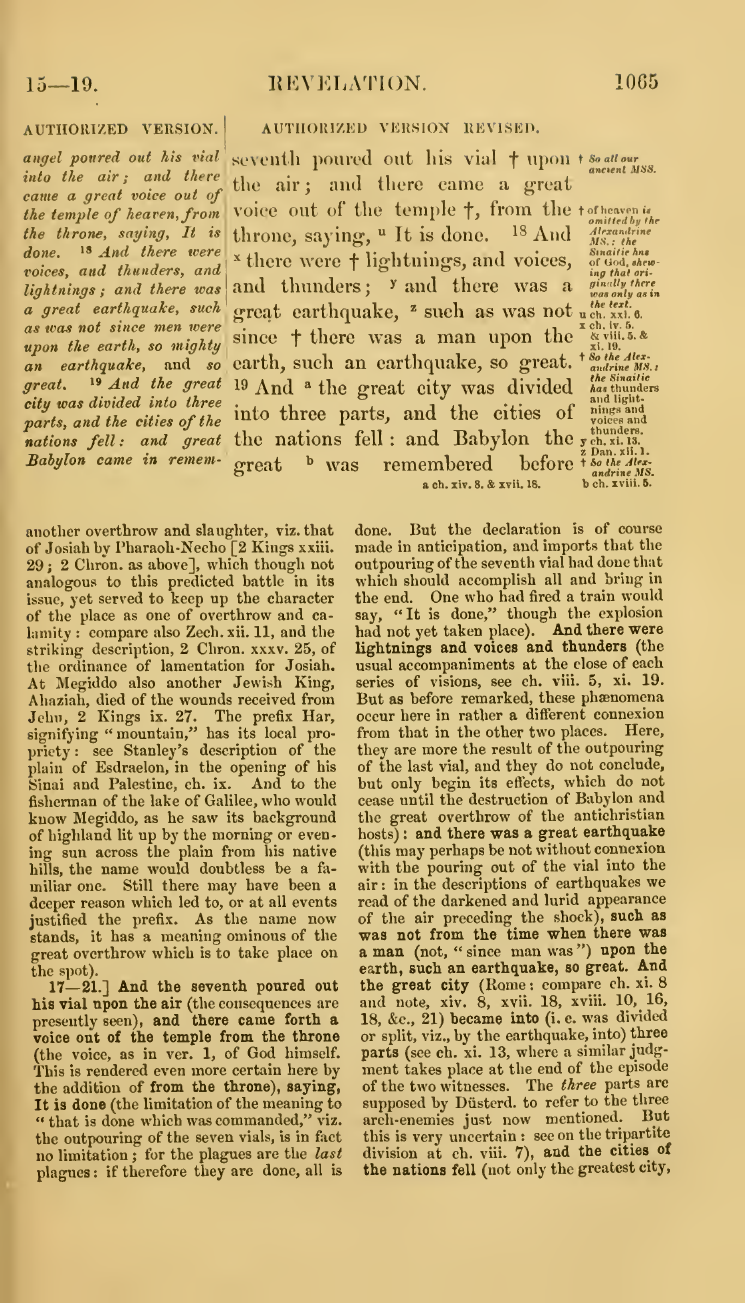 15—19.
REVELATION.
1065
AUTHORIZED VERSION.
angel poured out his vial
into the air; and there
came a great voice out of
the temple of heaven, from
the throne, saying, It is
done. 18 And there were
voices, and thunders, and
lightnings; and there was
a great earthquake, such
as was not since men were
upon the earth, so mighty
an earthquake, and so
great. 19 And the great
city was divided into three
parts, and the cities of the
nations fell: and great
Babylon came in remem-
AUTHORIZED VERSION REVISED.
seventh poured out his vial † upon
the air; and there came a great
voice out of the temple †, from the
throne, saying, u It is done. 18 And
x there were † lightnings, and voices,
and thunders; y and there was a
great earthquake, z such as was not
since † there was a man upon the
earth, such an earthquake, so great.
19 And a the great city was divided
into three parts, and the cities of
the nations fell: and Babylon the
great b was remembered before
† So all our
ancient MSS.
† of heaven is
omitted by the
Alexandrine
MS.: the
Sinaitic has
of God, shew-
ing that ori-
ginally there
was only as in
the text.
u ch. xxi. 6.
x ch. iv. 5.
& viii. 5. &
xi. 19.
† So the Alex-
andrine MS.:
the Sinaitic
has thunders
and light-
nings and
voices and
thunders.
y ch. xi. 13.
z Dan. xii. 1.
† So the Alex-
andrine MS.
a ch. xiv. 8. & xvii. 18.
b ch. xviii. 5.
another overthrow and slaughter, viz. that
of Josiah by Pharaoh-Necho [2 Kings xxiii.
29; 2 Chron. as above], which though not
analogous to this predicted battle in its
issue, yet served to keep up the character
of the place as one of overthrow and ca-
lamity: compare also Zech. xii. 11, and the
striking description, 2 Chron. xxxv. 25, of
the ordinance of lamentation for Josiah.
At Megiddo also another Jewish King,
Ahaziah, died of the wounds received from
Jehu, 2 Kings ix. 27. The prefix Har,
signifying "mountain," has its local pro-
priety: see Stanley's description of the
plain of Esdraelon, in the opening of his
Sinai and Palestine, ch. ix. And to the
fisherman of the lake of Galilee, who would
know Megiddo, as he saw its background
of highland lit up by the morning or even-
ing sun across the plain from his native
hills, the name would doubtless be a fa-
miliar one. Still there may have been a
deeper reason which led to, or at all events
justified the prefix. As the name now
stands, it has a meaning ominous of the
great overthrow which is to take place on
the spot).
17—21.] And the seventh poured out
his vial upon the air (the consequences are
presently seen), and there came forth a
voice out of the temple from the throne
(the voice, as in ver. 1, of God himself.
This is rendered even more certain here by
the addition of from the throne), saying,
It is done (the limitation of the meaning to
"that is done which was commanded," viz.
the outpouring of the seven vials, is in fact
no limitation; for the plagues are the last
plagues: if therefore they are done, all is
done. But the declaration is of course
made in anticipation, and imports that the
outpouring of the seventh vial had done that
which should accomplish all and bring in
the end. One who had fired a train would
say, "It is done," though the explosion
had not yet taken place). And there were
lightnings and voices and thunders (the
usual accompaniments at the close of each
series of visions, see ch. viii. 5, xi. 19.
But as before remarked, these phænomena
occur here in rather a different connexion
from that in the other two places. Here,
they are more the result of the outpouring
of the last vial, and they do not conclude,
but only begin its effects, which do not
cease until the destruction of Babylon and
the great overthrow of the antichristian
hosts): and there was a great earthquake
(this may perhaps be not without connexion
with the pouring out of the vial into the
air: in the descriptions of earthquakes we
read of the darkened and lurid appearance
of the air preceding the shock), such as
was not from the time when there was
a man (not, "since man was") upon the
earth, such an earthquake, so great. And
the great city (Rome: compare ch. xi. 8
and note, xiv. 8, xvii. 18, xviii. 10, 16,
18, &c., 21) became into (i. e. was divided
or split, viz., by the earthquake, into) three
parts (see ch. xi. 13, where a similar judg-
ment takes place at the end of the episode
of the two witnesses. The three parts are
supposed by Düsterd. to refer to the three
arch-enemies just now mentioned. But
this is very uncertain: see on the tripartite
division at ch. viii. 7), and the cities of
the nations fell (not only the greatest city,